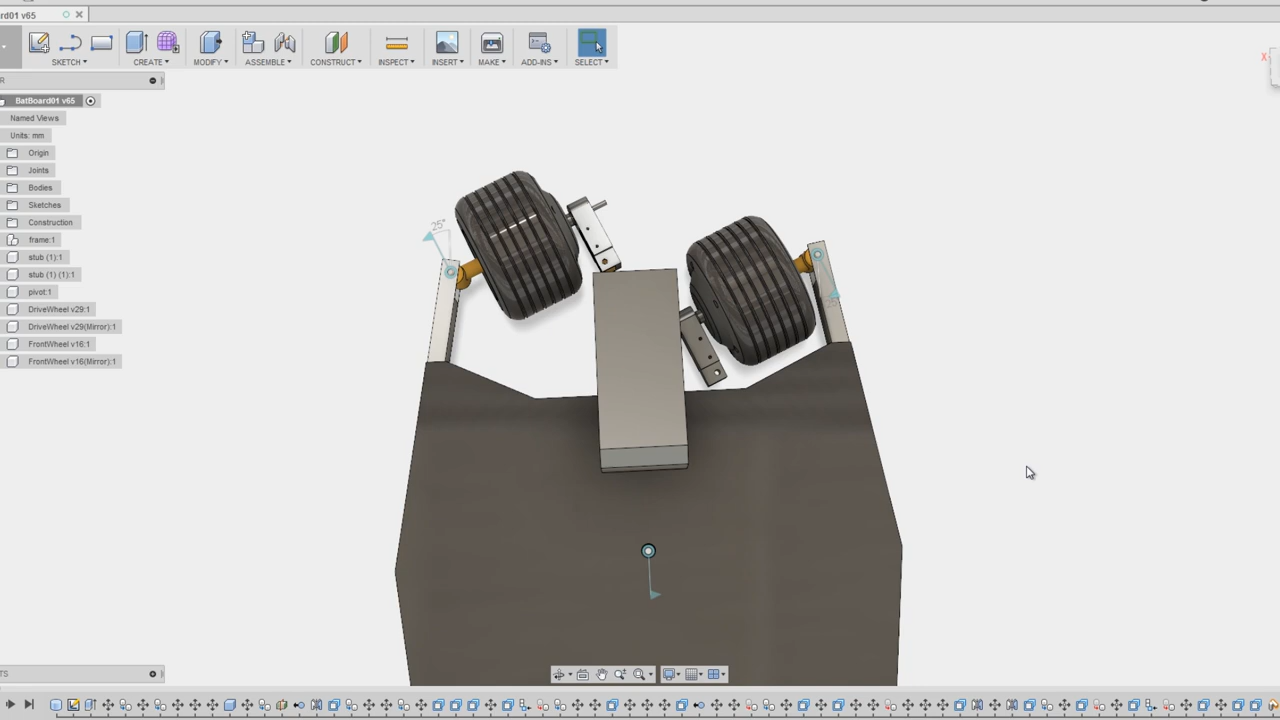 rd01 v65
SKETCH
CREATE
MODIFY
ASSEMBLE
CONSTRUCT
INSPECT
INSERT
MAKE
ADD-INS
SELECT
X
R
BatBoard01 v65
Named Views
Units: mm
Origin
Joints
Bodies
Sketches
Construction
frame:1
stub (1):1
stub (1) (1):1
pivot:1
DriveWheel v29:1
DriveWheel v29(Mirror):1
FrontWheel v16:1
FrontWheel v16(Mirror):1
25°
TS